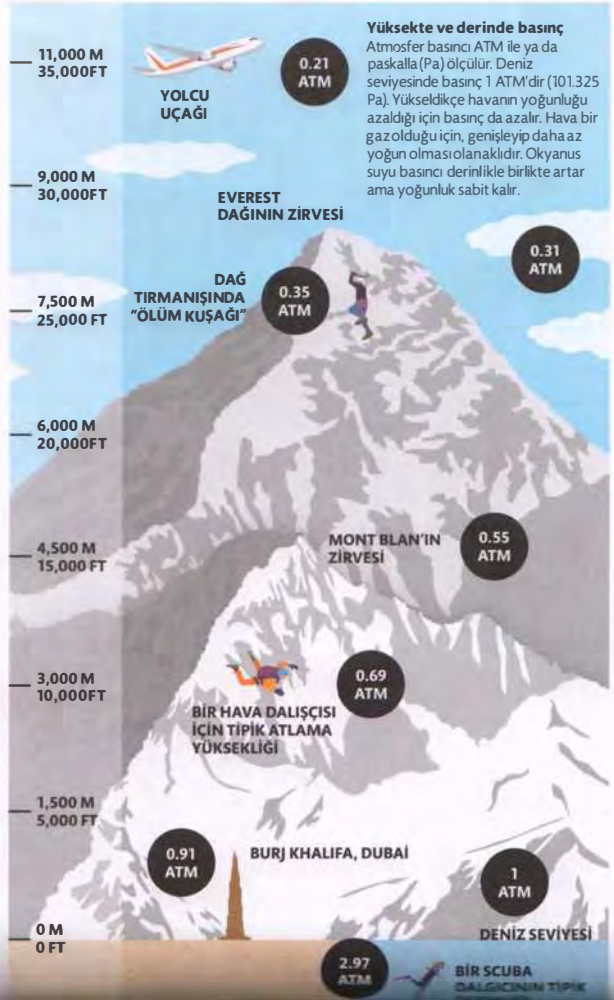 Yüksekte ve derinde basınç
Atmosfer basıncı ATM ile ya da
paskalla (Pa) ölçülür. Deniz
seviyesinde basınç 1 ATM'dir (101.325
Pa). Yükseldikçe havanın yoğunluğu
azaldığı için basınç da azalır. Hava bir
gaz olduğu için, genişleyip daha az
yoğun olması olanaklıdır. Okyanus
suyu basıncı derinlikle birlikte artar
ama yoğunluk sabit kalır.
11,000 M
35,000FT
YOLCU
UÇAĞI
0.21
ATM
9,000 M
30,000FT
EVEREST
DAĞININ ZİRVESİ
0.31
ATM
DAĞ
TIRMANIŞINDA
"ÖLÜM KUŞAĞI"
0.35
ATM
7,500 M
25,000 FT
6,000 M
20,000FT
MONT BLAN'IN
ZİRVESİ
0.55
ATM
4,500 M
15,000 FT
3,000 M
10,000FT
0.69
ATM
BİR HAVA DALIŞÇISI
İÇİN TİPİK ATLAMA
YÜKSEKLİĞİ
1,500 M
5,000 FT
0.91
ATM
BURJ KHALIFA, DUBAİ
1
ATM
0 M
0 FT
DENİZ SEVİYESİ
2.97
ATM
BİR SCUBA
DALGICININ TİPİK